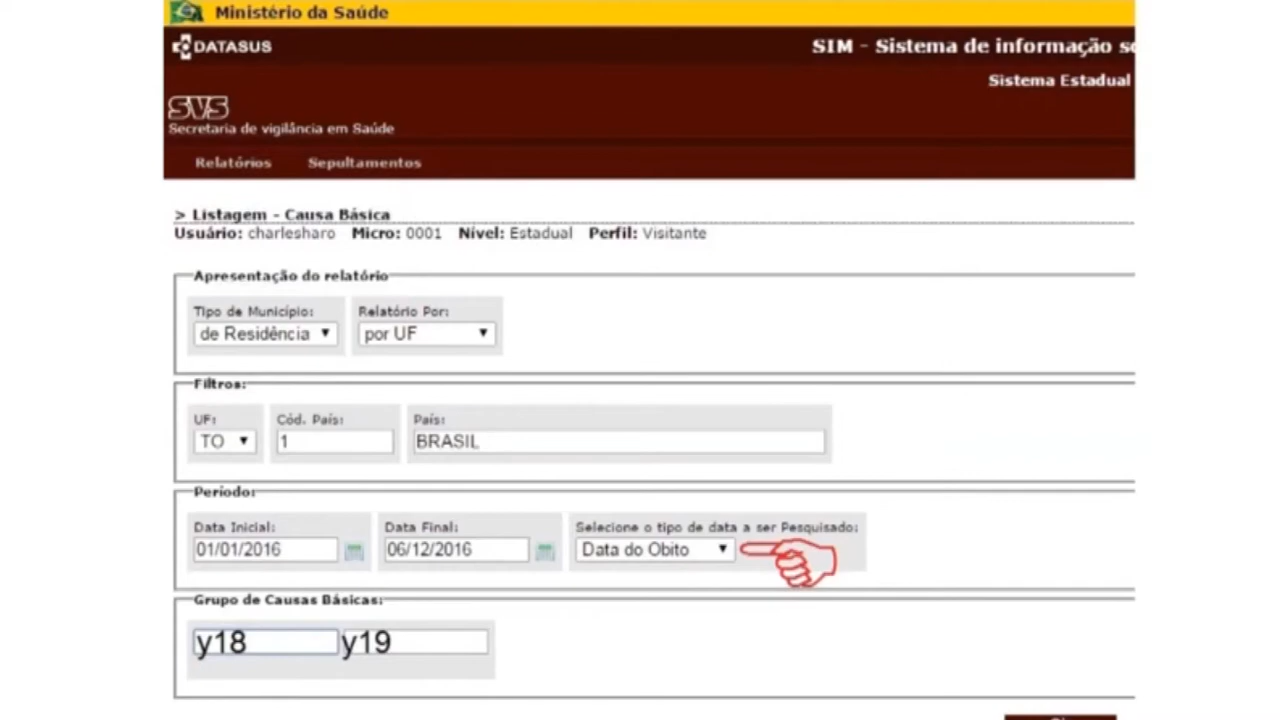 Ministério da Saúde
DATASUS
SIM - Sistema de informação
Sistema Estadual
SVS
Secretaria de vigilância em Saúde
Relatórios Sepultamentos
> Listagem - Causa Básica
Usuário: charlesharo Micro: 0001 Nível: Estadual Perfil: Visitante
Apresentação do relatório
Tipo de Município: Relatório Por:
de Residência por UF
Filtros:
UF: Cód. País: País:
TO 1 BRASIL
Período:
Data Inicial: Data Final: Selecione o tipo de data a ser Pesquisado:
01/01/2016 06/12/2016 Data do Obito
Grupo de Causas Básicas:
y18 y19